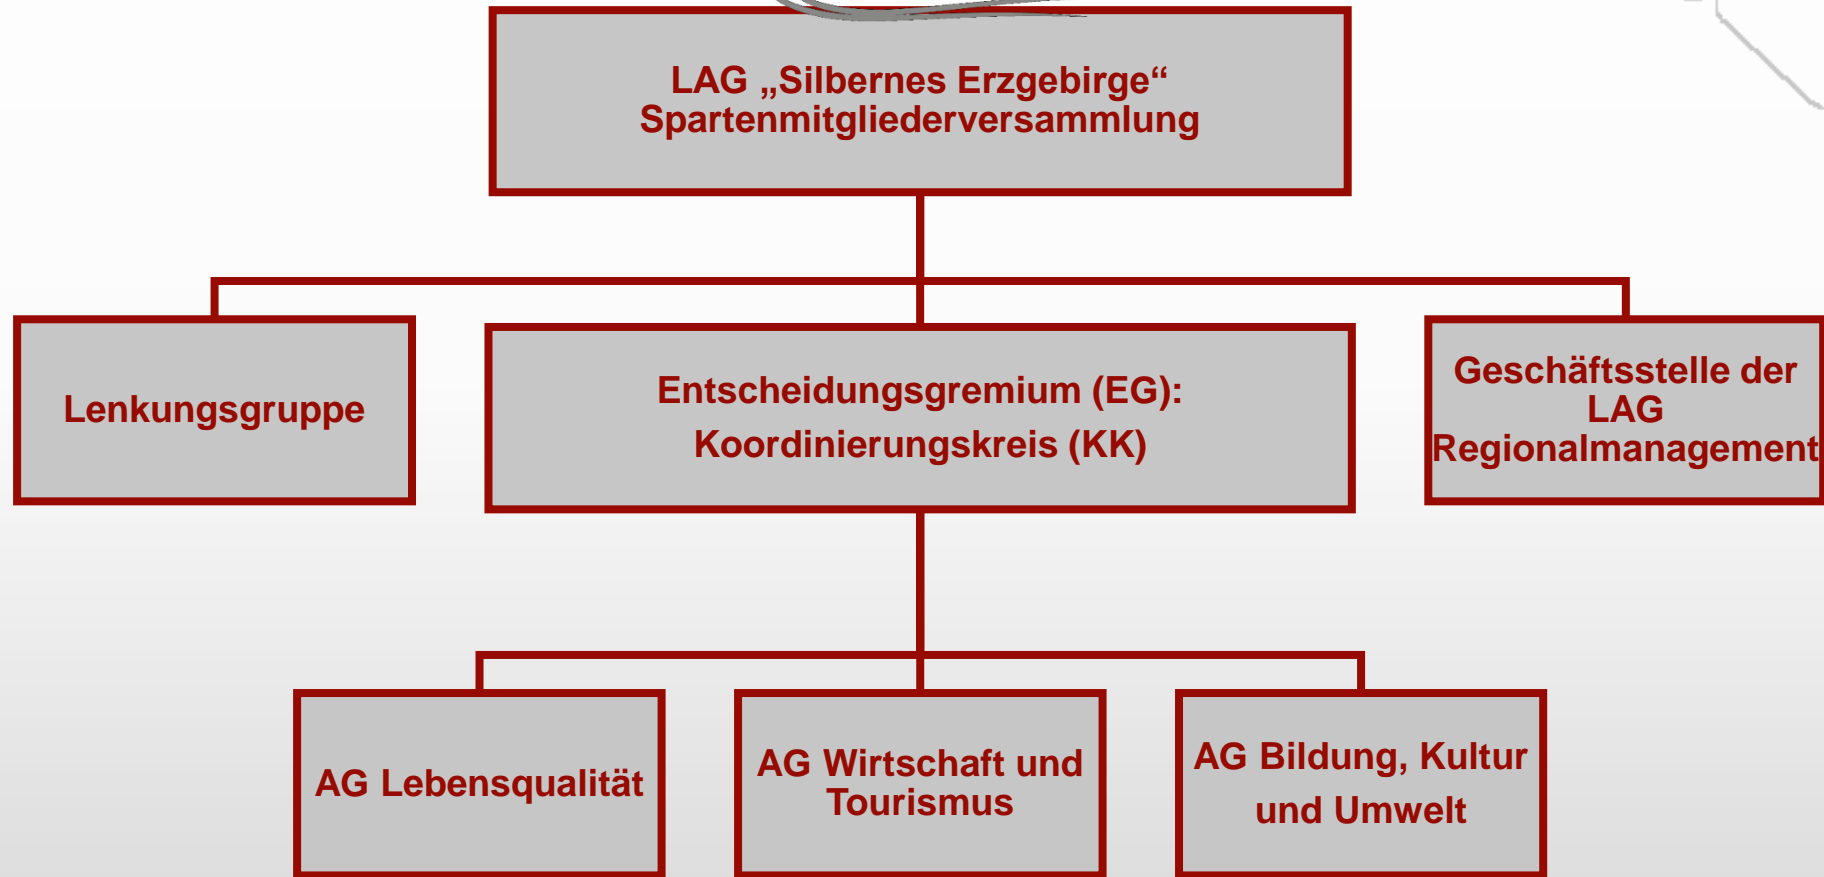 LAG „Silbernes Erzgebirge“
Spartenmitgliederversammlung
Lenkungsgruppe
Entscheidungsgremium (EG):
Koordinierungskreis (KK)
Geschäftsstelle der
LAG
Regionalmanagement
AG Lebensqualität
AG Wirtschaft und
Tourismus
AG Bildung, Kultur
und Umwelt